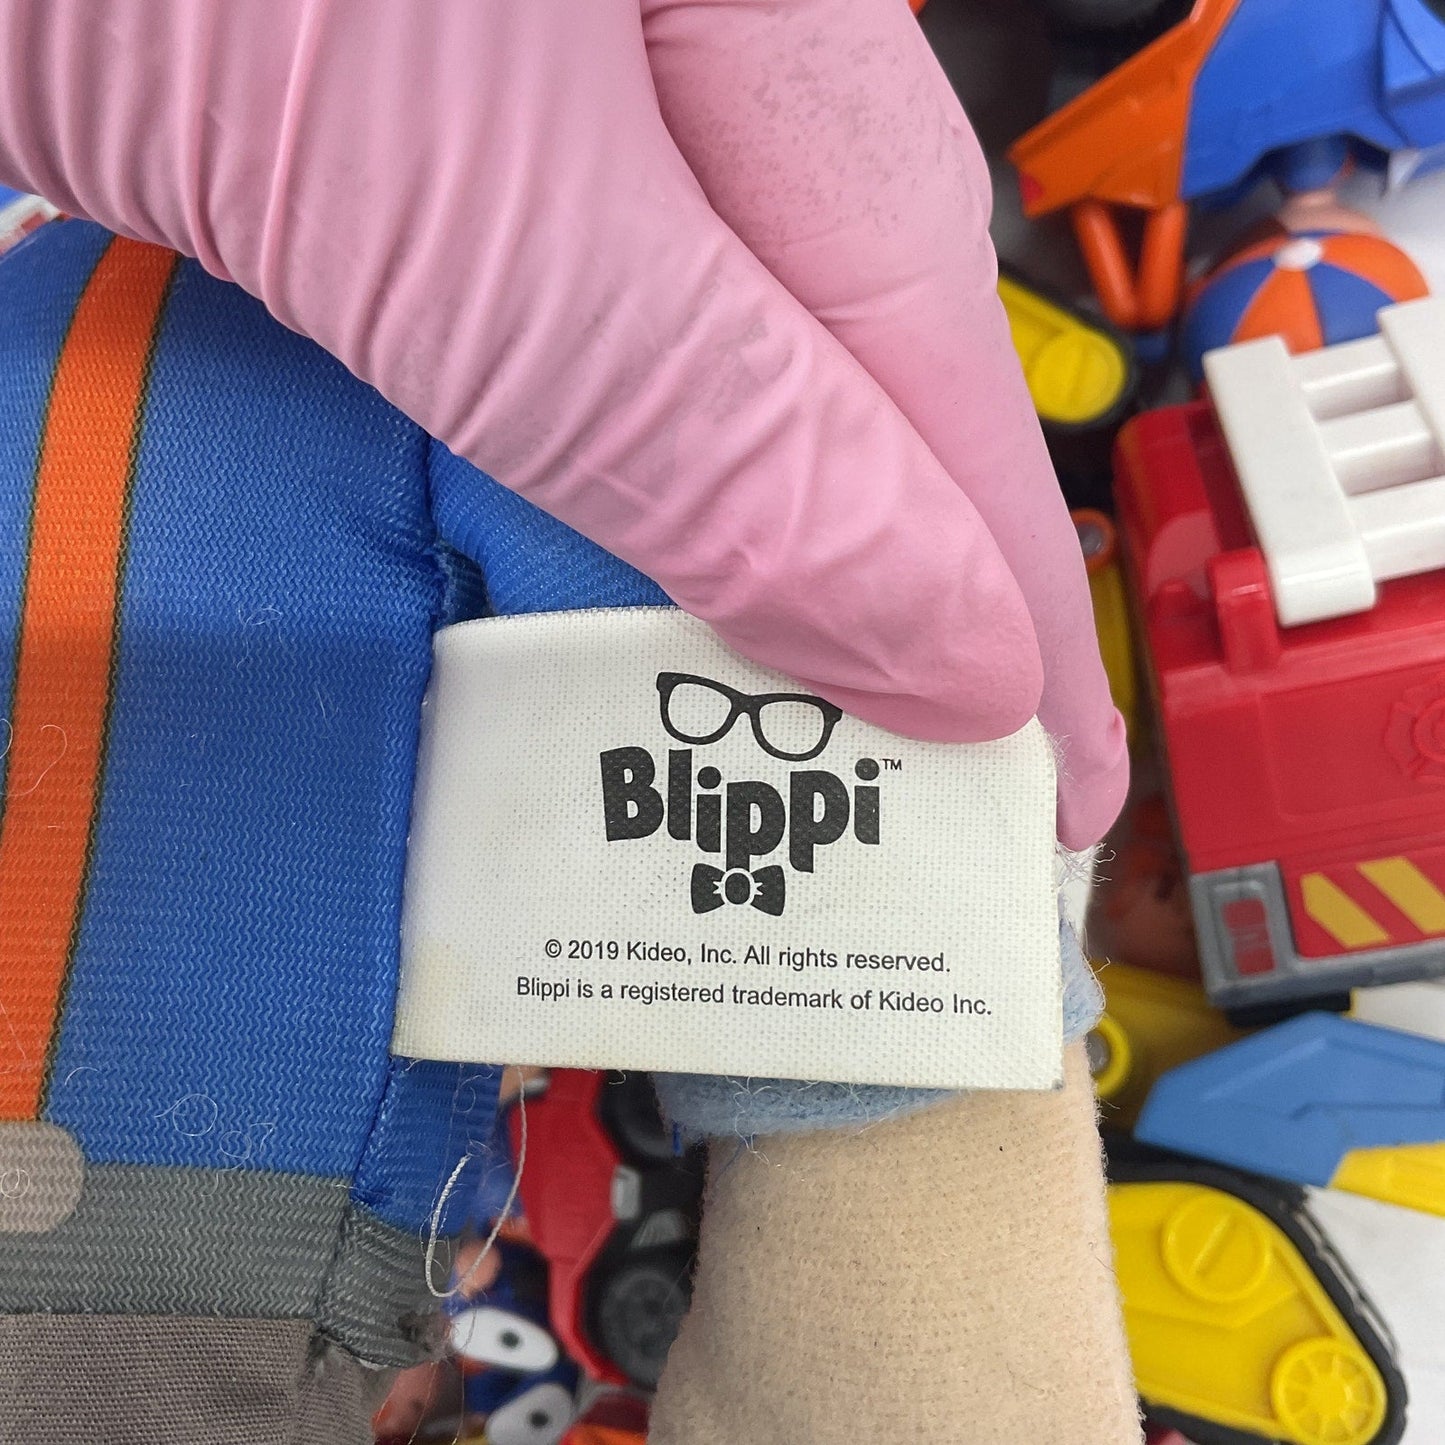 Blippi™
© 2019 Kideo, Inc. All rights reserved.
Blippi is a registered trademark of Kideo Inc.